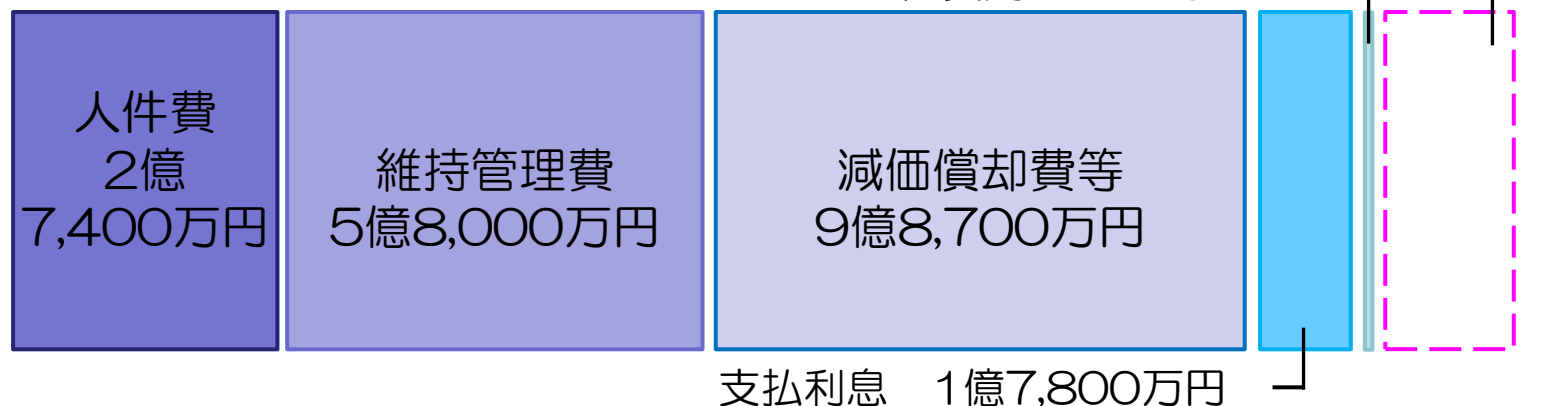 人件費
2億
7,400万円
維持管理費
5億8,000万円
減価償却費等
9億8,700万円
支払利息　1億7,800万円